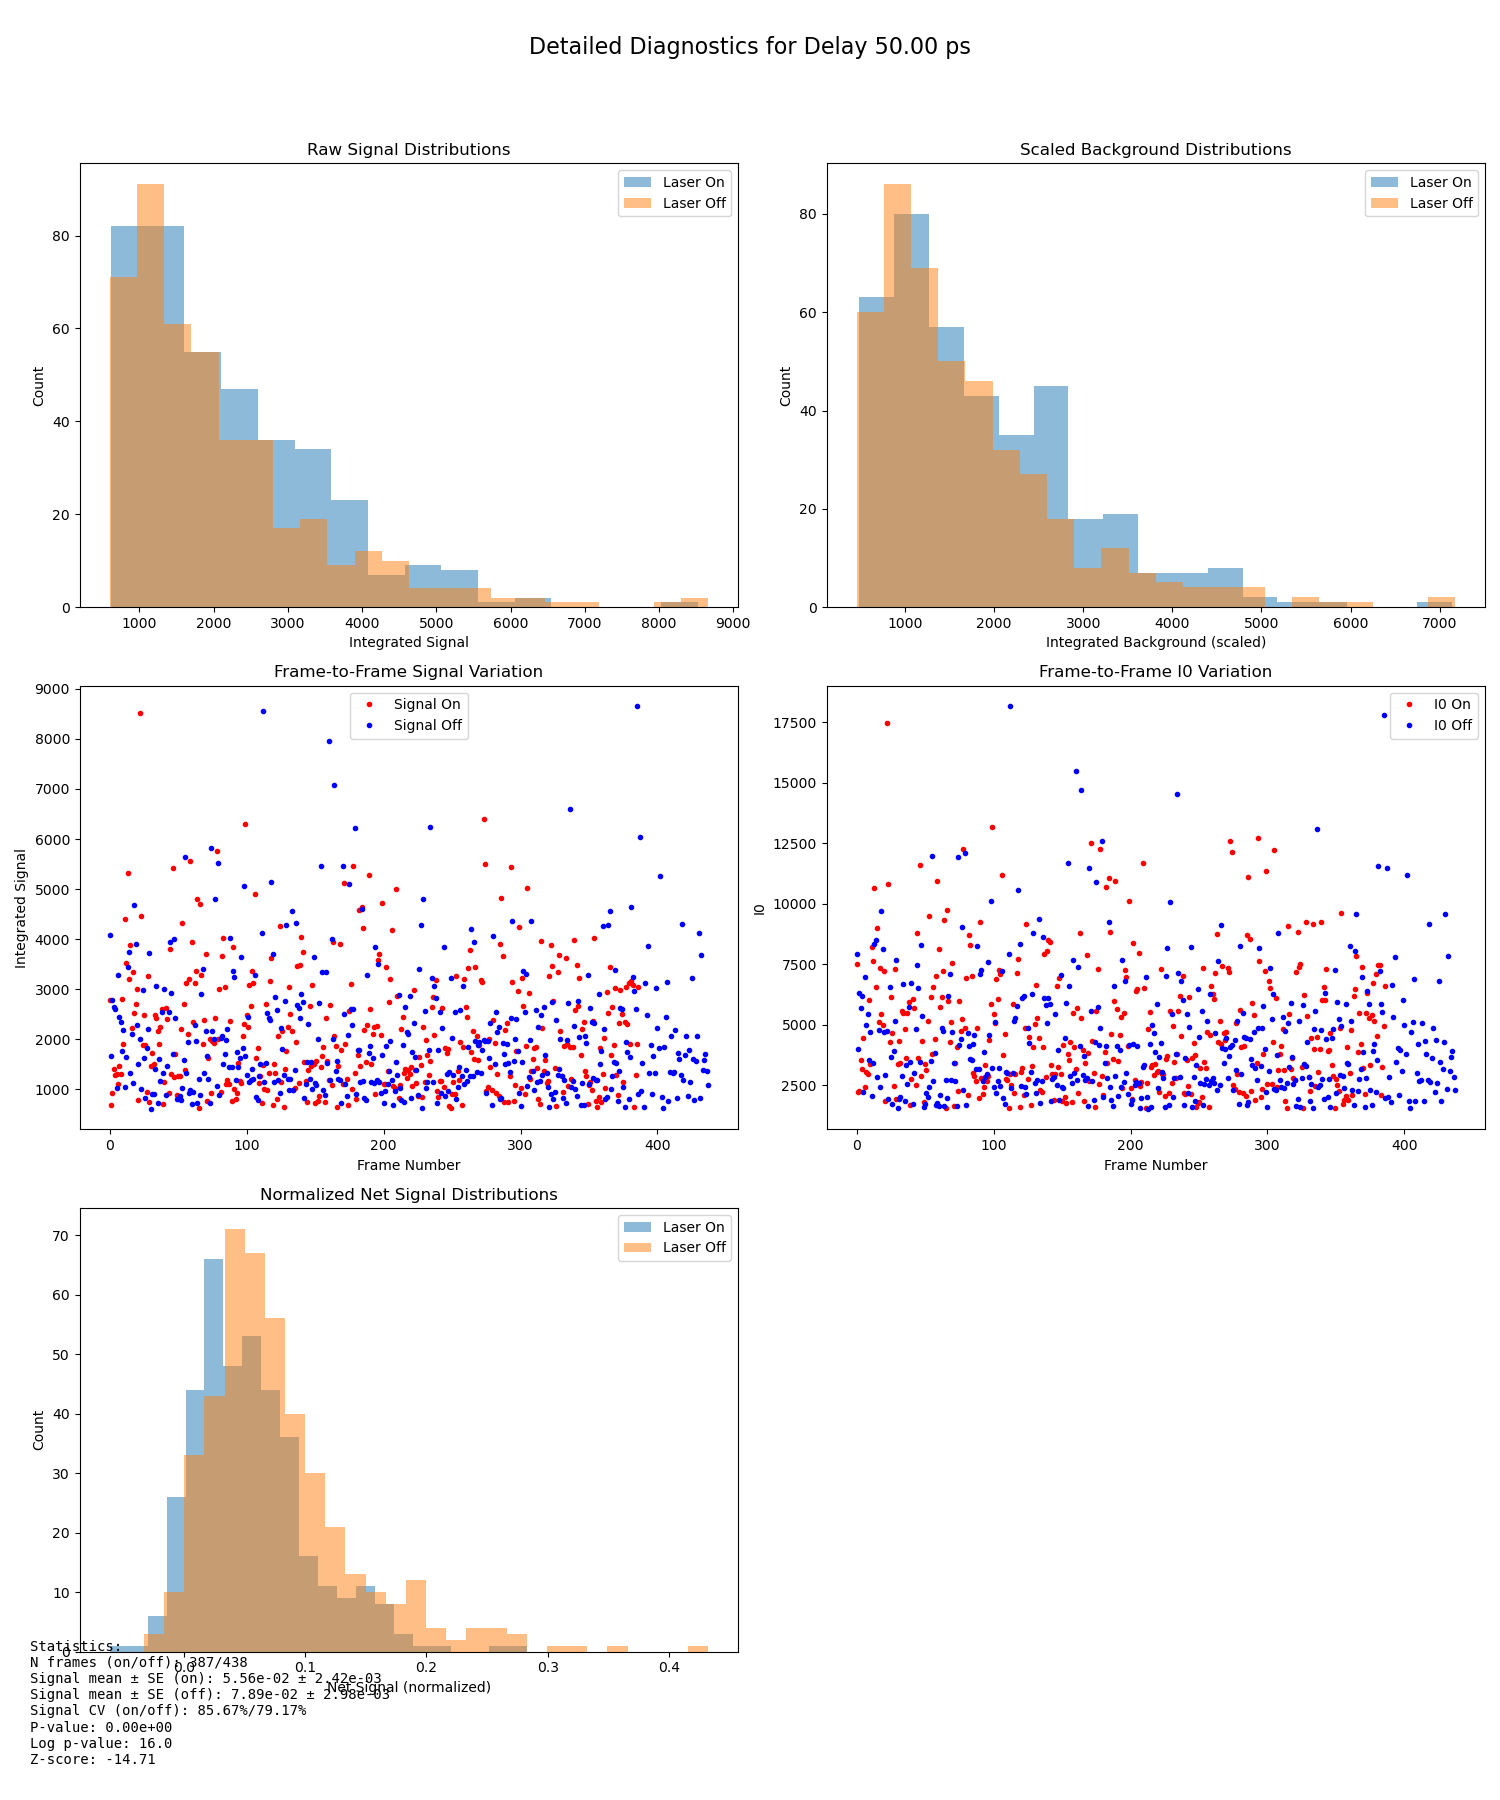 Detailed Diagnostics for Delay 50.00 ps
Raw Signal Distributions
Laser On
Laser Off
Count
80
60
40
20
0
1000 2000 3000 4000 5000 6000 7000 8000 9000
Integrated Signal
Scaled Background Distributions
Laser On
Laser Off
Count
80
60
40
20
0
1000 2000 3000 4000 5000 6000 7000
Integrated Background (scaled)
Frame-to-Frame Signal Variation
Signal On
Signal Off
Integrated Signal
9000
8000
7000
6000
5000
4000
3000
2000
1000
0 100 200 300 400
Frame Number
Frame-to-Frame I0 Variation
I0 On
I0 Off
I0
17500
15000
12500
10000
7500
5000
2500
0 100 200 300 400
Frame Number
Normalized Net Signal Distributions
Laser On
Laser Off
Count
70
60
50
40
30
20
10
0
0.0 0.1 0.2 0.3 0.4
Net Signal (normalized)
Statistics:
N frames (on/off): 387/438
Signal mean ± SE (on): 5.56e-02 ± 2.42e-03
Signal mean ± SE (off): 7.89e-02 ± 2.98e-03
Signal CV (on/off): 85.67%/79.17%
P-value: 0.00e+00
Log p-value: 16.0
Z-score: -14.71